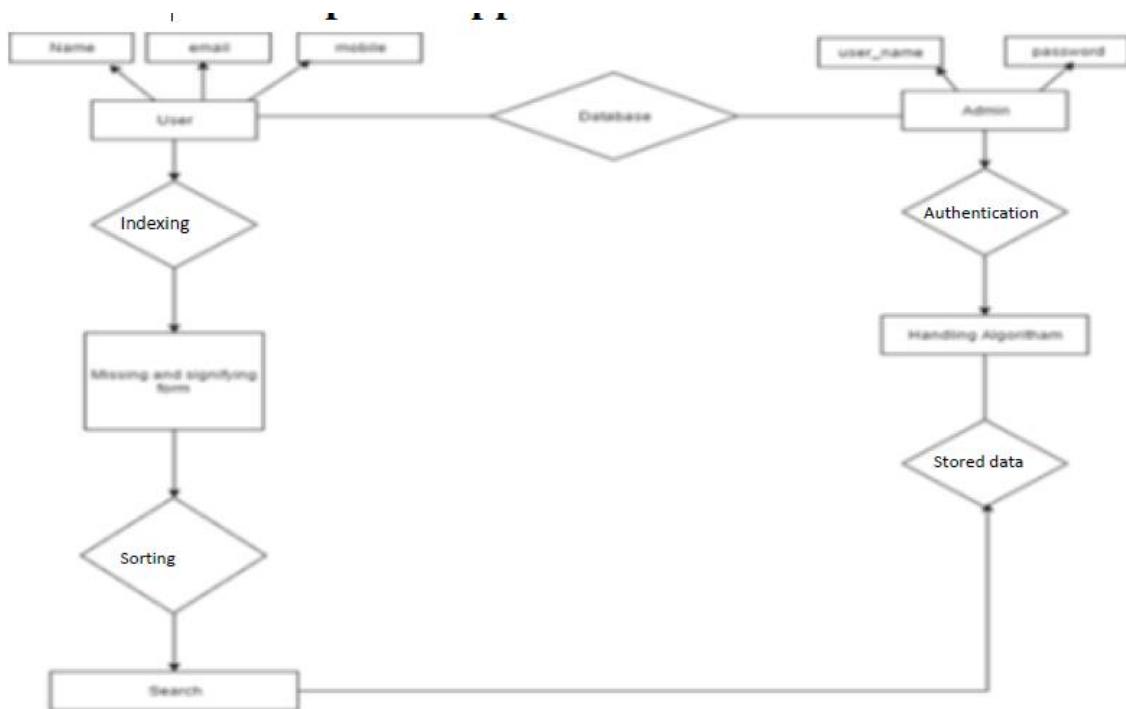 Name
email
mobile
user_name
password
User
Database
Admin
Indexing
Authentication
Missing and signifying
form
Handling Algoritham
Sorting
Stored data
Search